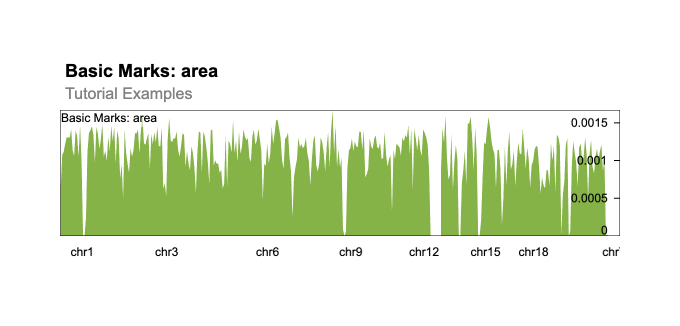 Basic Marks: area
Tutorial Examples
Basic Marks: area
0.0015
0.001
0.0005
0
chr1 chr3 chr6 chr9 chr12 chr15 chr18